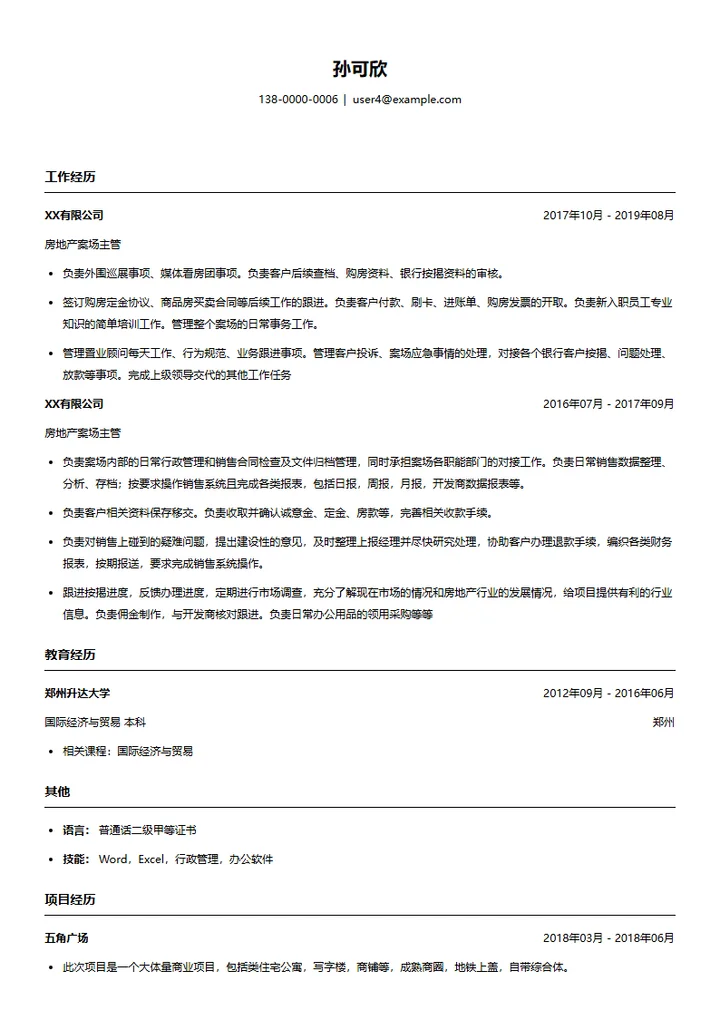 孙可欣
138-0000-0006 | user4@example.com
工作经历
XX有限公司 2017年10月 - 2019年08月
房地产案场主管
• 负责外围巡展事项、媒体看房团事项。负责客户后续查档、购房资料、银行按揭资料的审核。
• 签订购房定金协议、商品房买卖合同等后续工作的跟进。负责客户付款、刷卡、进账单、购房发票的开取。负责新入职员工专业
知识的简单培训工作。管理整个案场的日常事务工作。
• 管理置业顾问每天工作、行为规范、业务跟进事项。管理客户投诉、案场应急事情的处理，对接各个银行客户按揭、问题处理、
放款等事项。完成上级领导交代的其他工作任务
XX有限公司 2016年07月 - 2017年09月
房地产案场主管
• 负责案场内部的日常行政管理和销售合同检查及文件归档管理，同时承担案场各职能部门的对接工作。负责日常销售数据整理、
分析、存档；按要求操作销售系统且完成各类报表，包括日报，周报，月报，开发商数据报表等。
• 负责客户相关资料保存移交。负责收取并确认诚意金、定金、房款等，完善相关收款手续。
• 负责对销售上碰到的疑难问题，提出建设性的意见，及时整理上报经理并尽快研究处理，协助客户办理退款手续，编织各类财务
报表，按期报送，要求完成销售系统操作。
• 跟进按揭进度，反馈办理进度，定期进行市场调查，充分了解现在市场的情况和房地产行业的发展情况，给项目提供有利的行业
信息。负责佣金制作，与开发商核对跟进。负责日常办公用品的领用采购等等
教育经历
郑州升达大学 2012年09月 - 2016年06月
国际经济与贸易 本科 郑州
• 相关课程：国际经济与贸易
其他
• 语言： 普通话二级甲等证书
• 技能： Word，Excel，行政管理，办公软件
项目经历
五角广场 2018年03月 - 2018年06月
• 此次项目是一个大体量商业项目，包括类住宅公寓，写字楼，商铺等，成熟商圈，地铁上盖，自带综合体。